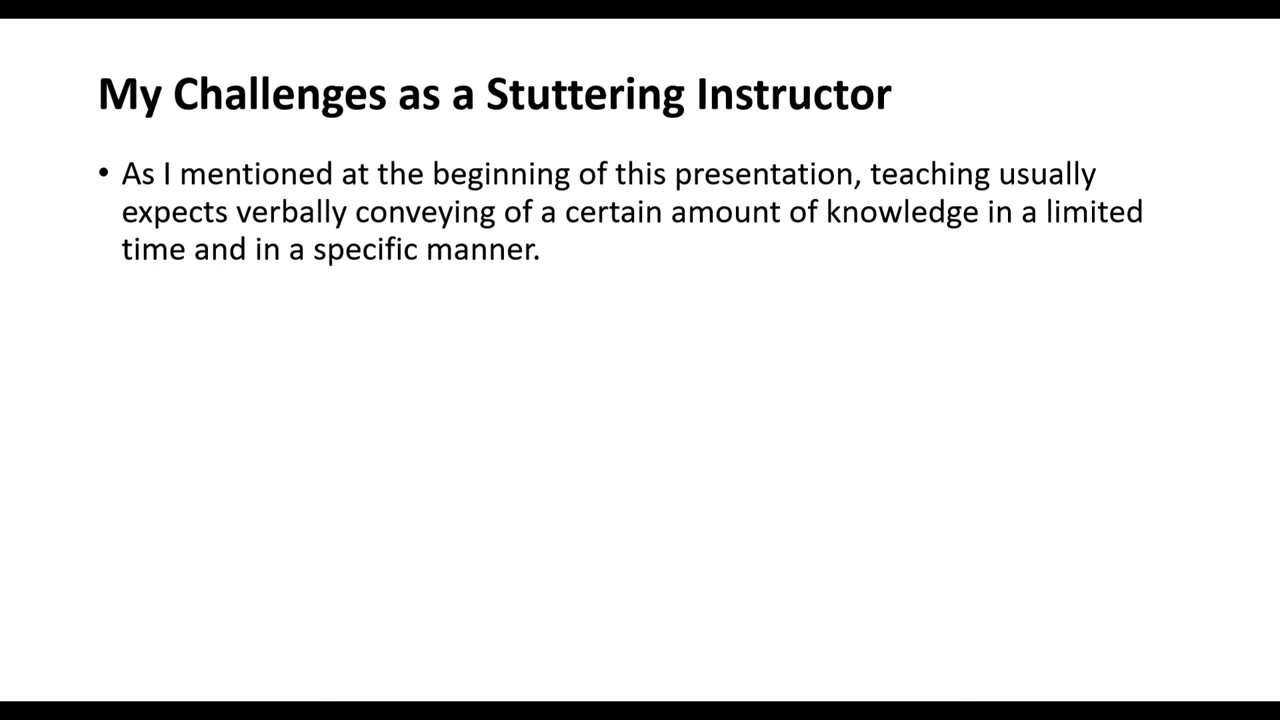 My Challenges as a Stuttering Instructor
• As I mentioned at the beginning of this presentation, teaching usually
expects verbally conveying of a certain amount of knowledge in a limited
time and in a specific manner.